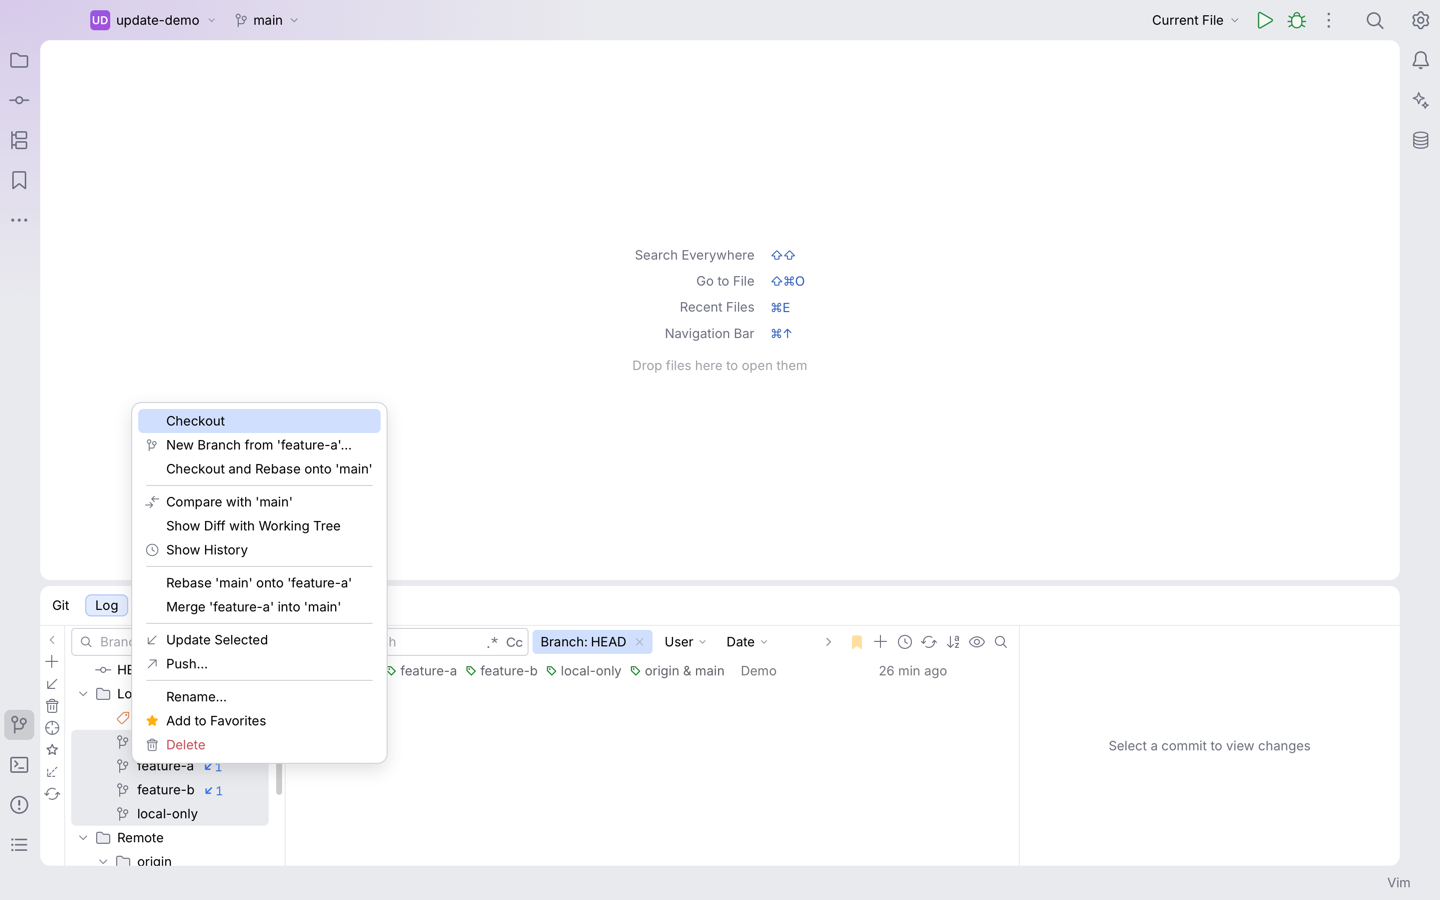 UD update-demo main Current File
Search Everywhere ⇧⇧
Go to File ⇧⌘O
Recent Files ⌘E
Navigation Bar ⌘↑
Drop files here to open them
Checkout
New Branch from 'feature-a'...
Checkout and Rebase onto 'main'
Compare with 'main'
Show Diff with Working Tree
Show History
Rebase 'main' onto 'feature-a'
Merge 'feature-a' into 'main'
Update Selected
Push...
Rename...
Add to Favorites
Delete
Git Log
.* Cc Branch: HEAD User Date
feature-a feature-b local-only origin & main Demo 26 min ago
Select a commit to view changes
feature-a 1
feature-b 1
local-only
Remote
origin
Vim